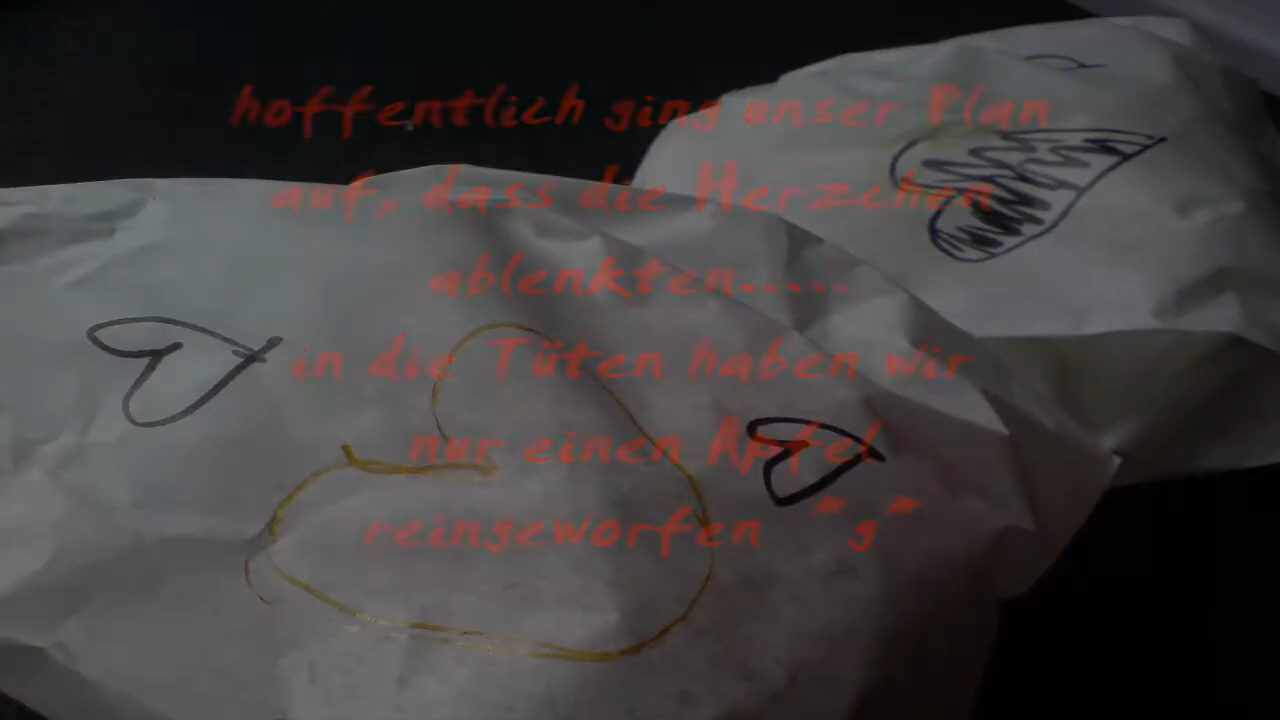 hoffentlich ging unser Plan
auf, dass die Herzchen
ablenkten.....
in die Tüten haben wir
nur einen Apfel
reingeworfen *g*